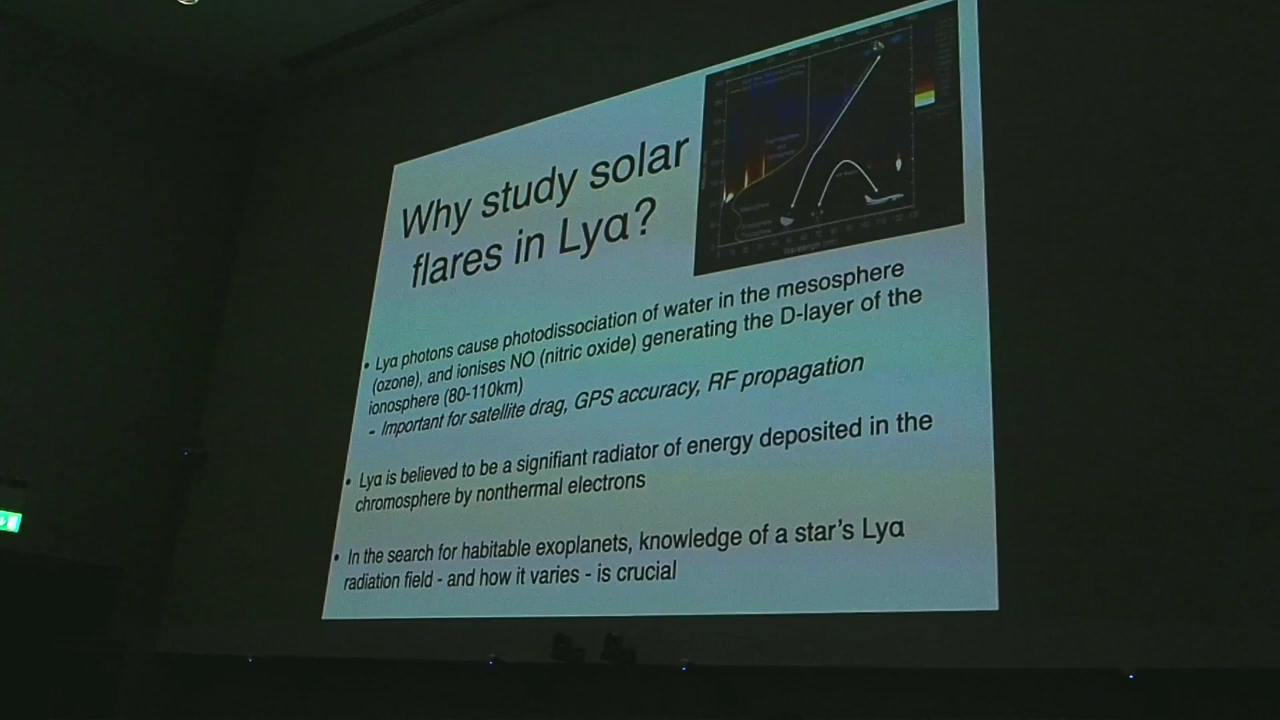 Why study solar
flares in Lyα?
• Lyα photons cause photodissociation of water in the mesosphere
(ozone), and ionises NO (nitric oxide) generating the D-layer of the
ionosphere (80-110km)
- Important for satellite drag, GPS accuracy, RF propagation
• Lyα is believed to be a signifiant radiator of energy deposited in the
chromosphere by nonthermal electrons
• In the search for habitable exoplanets, knowledge of a star's Lyα
radiation field - and how it varies - is crucial